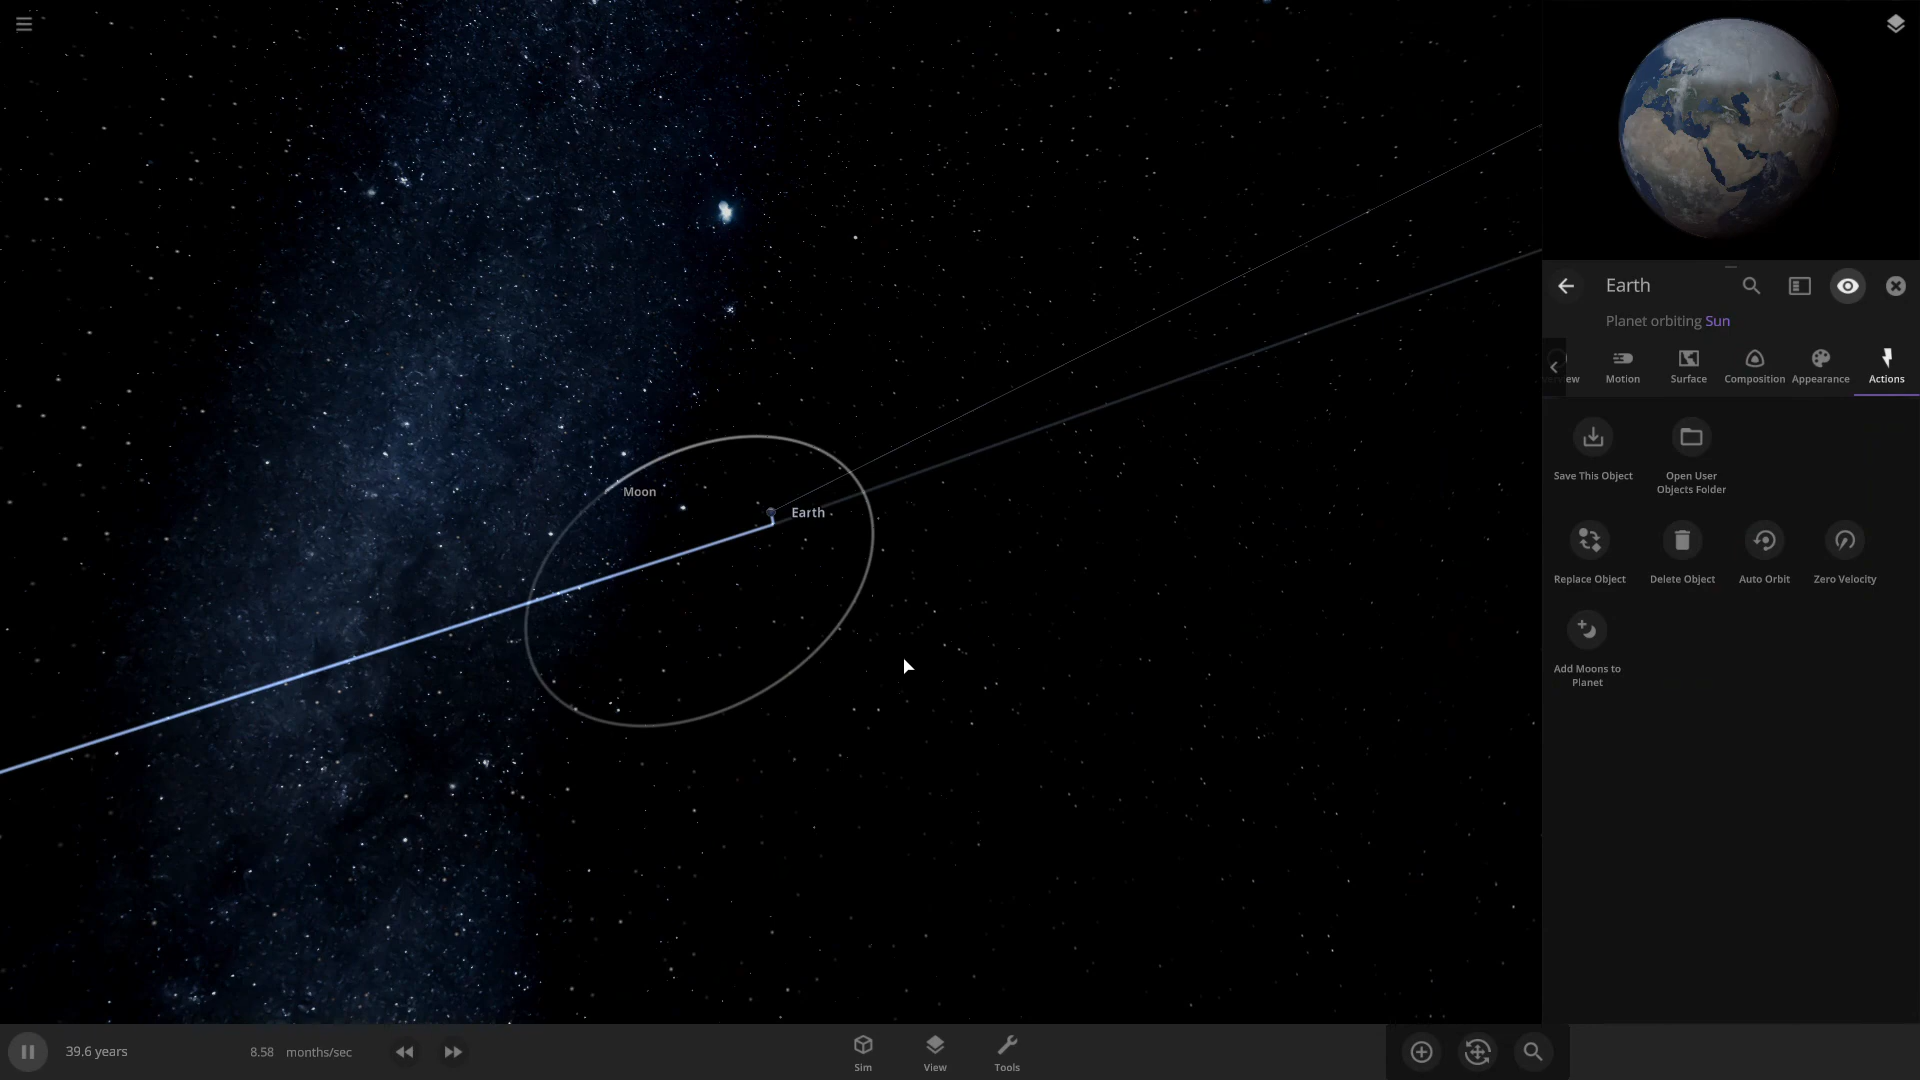 Earth
Planet orbiting Sun
Motion
Surface
Composition
Appearance
Actions
Save This Object
Open User
Objects Folder
Replace Object
Delete Object
Auto Orbit
Zero Velocity
Add Moons to
Planet
Moon
Earth
39.6 years
8.58 months/sec
Sim
View
Tools